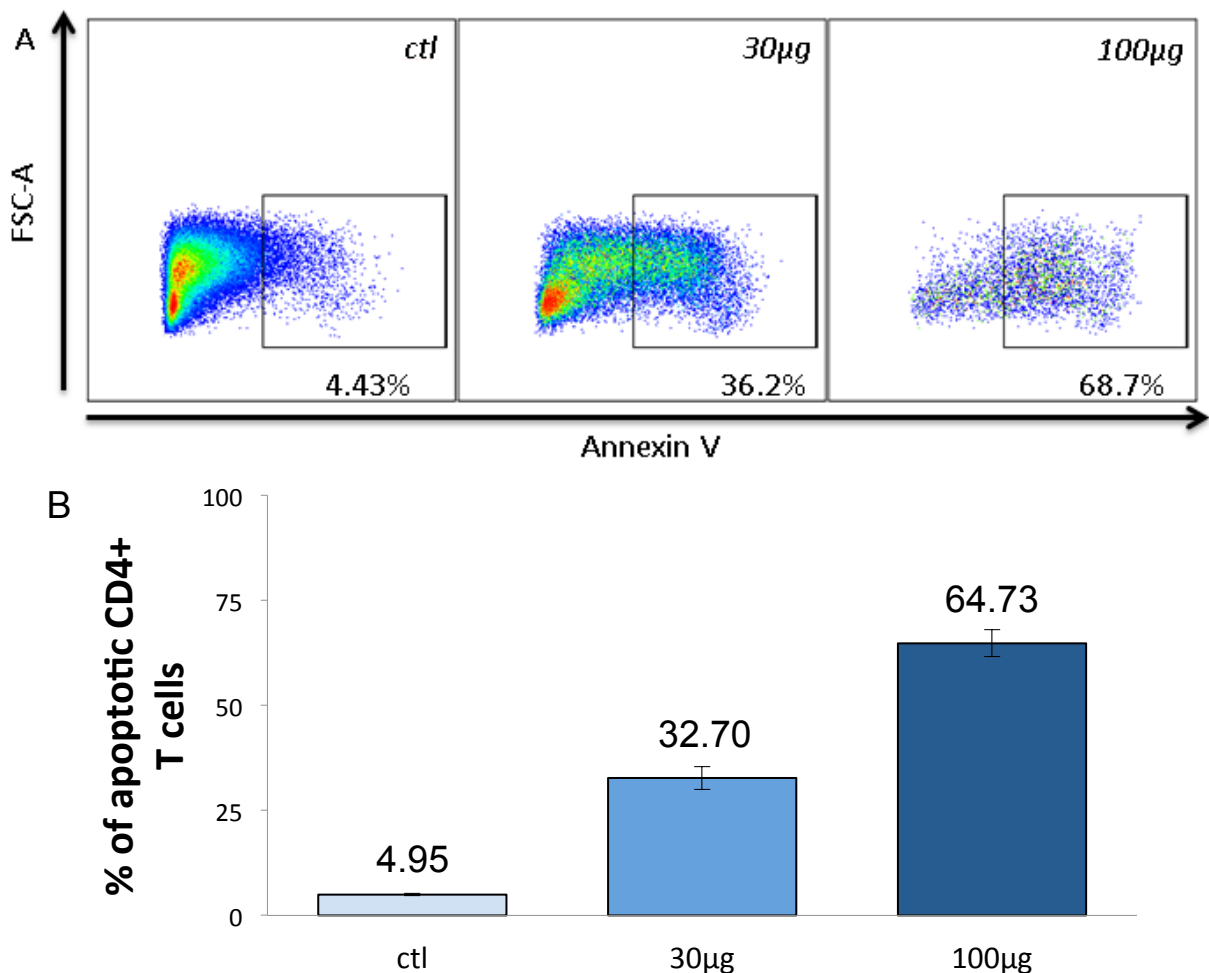 A
ctl
30µg
100µg
FSC-A
4.43%
36.2%
68.7%
Annexin V
B
% of apoptotic CD4+
T cells
100
75
50
25
0
4.95
32.70
64.73
ctl
30µg
100µg